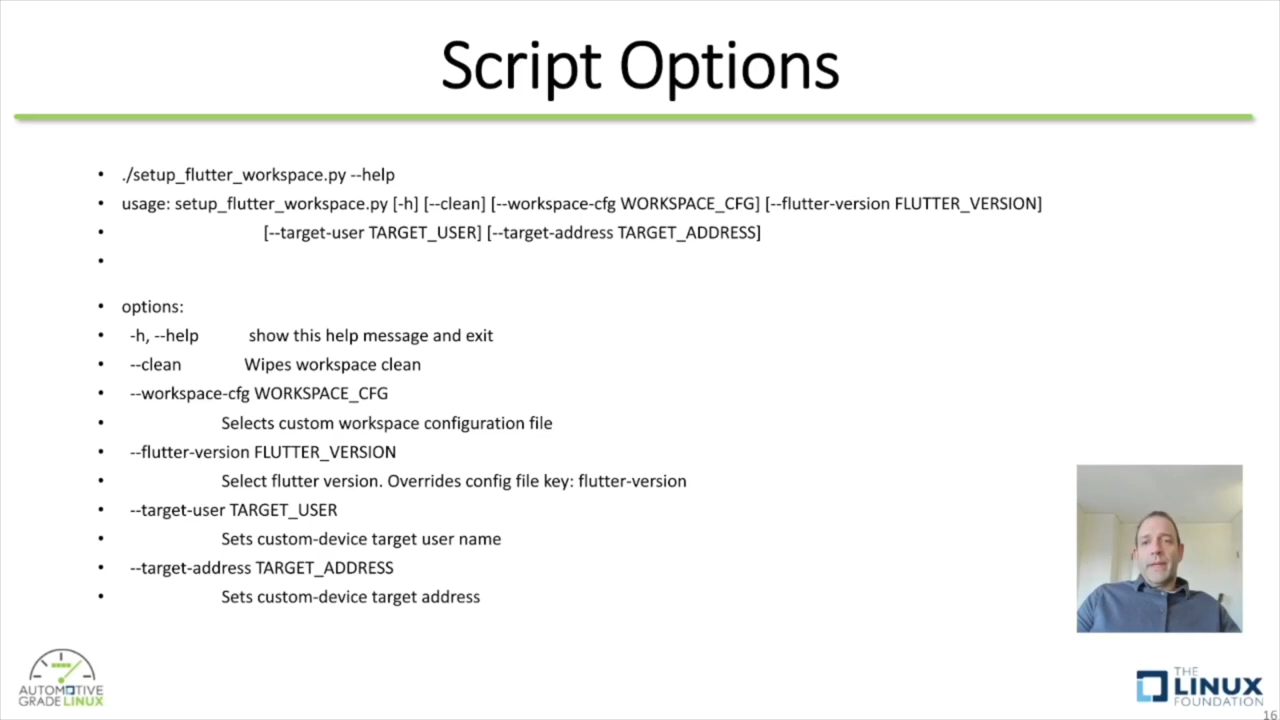 Script Options
• ./setup_flutter_workspace.py --help
• usage: setup_flutter_workspace.py [-h] [--clean] [--workspace-cfg WORKSPACE_CFG] [--flutter-version FLUTTER_VERSION]
• [--target-user TARGET_USER] [--target-address TARGET_ADDRESS]
•
• options:
• -h, --help show this help message and exit
• --clean Wipes workspace clean
• --workspace-cfg WORKSPACE_CFG
• Selects custom workspace configuration file
• --flutter-version FLUTTER_VERSION
• Select flutter version. Overrides config file key: flutter-version
• --target-user TARGET_USER
• Sets custom-device target user name
• --target-address TARGET_ADDRESS
• Sets custom-device target address
AUTOMOTIVE
GRADE LINUX
THE
LINUX
FOUNDATION
16